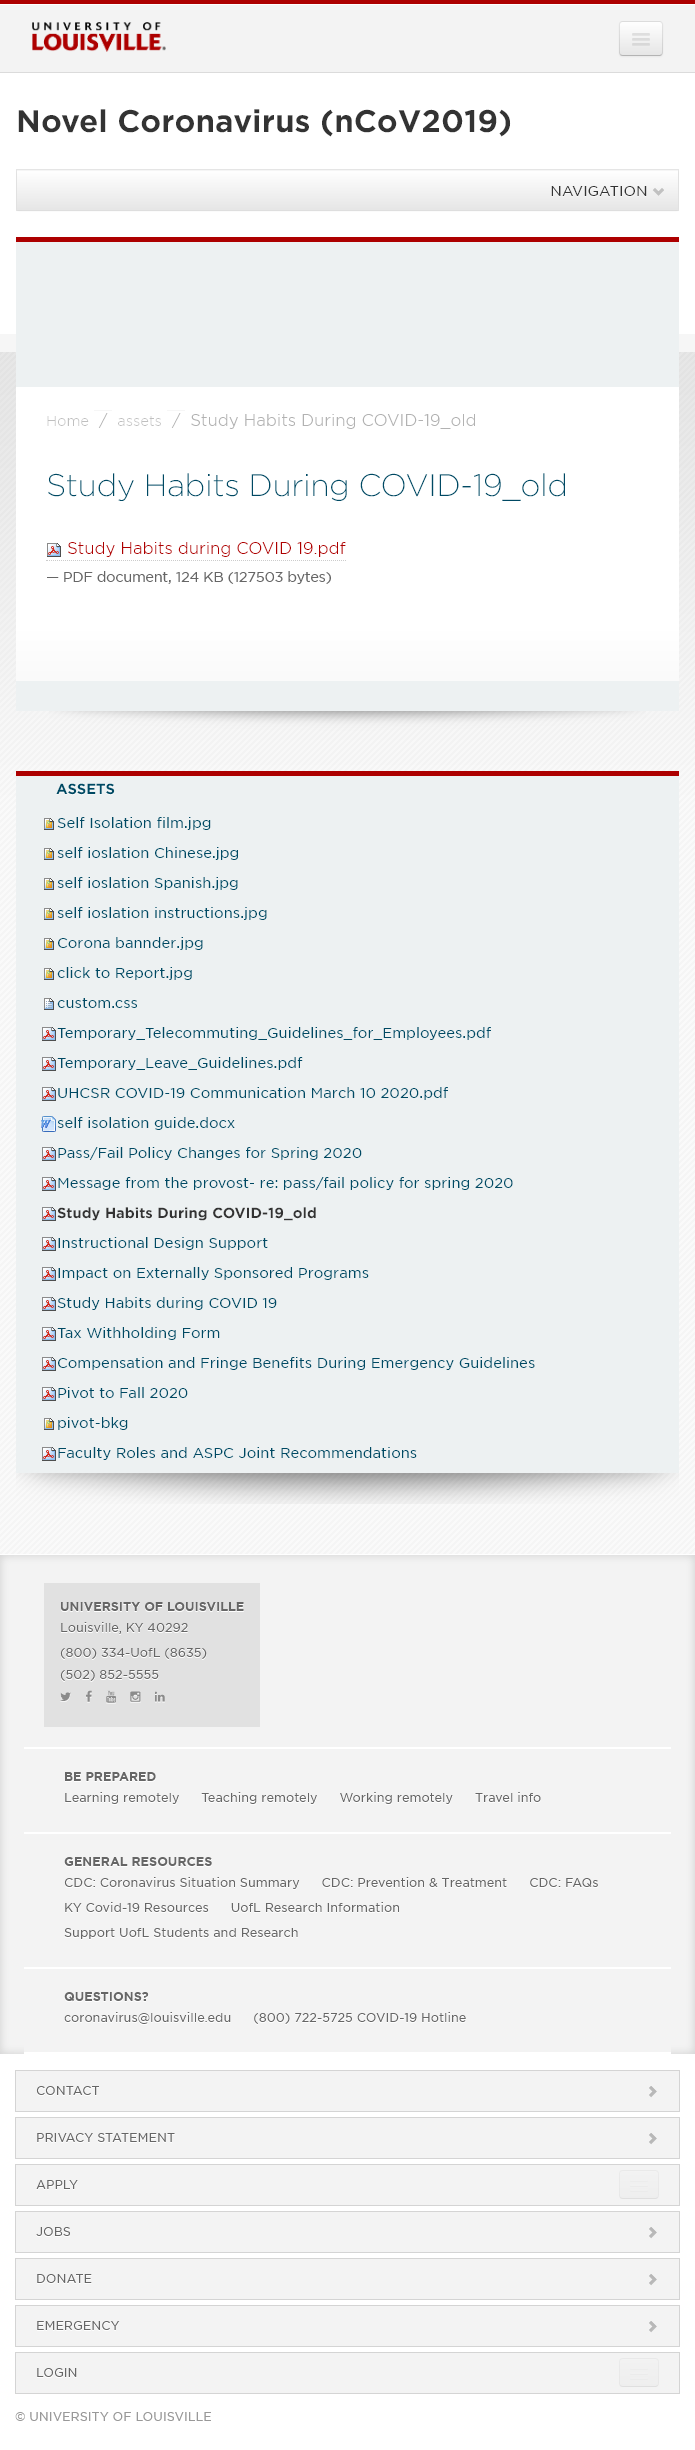 UNIVERSITY OF
LOUISVILLE.
Novel Coronavirus (nCoV2019)
NAVIGATION
Home / assets / Study Habits During COVID-19_old
Study Habits During COVID-19_old
Study Habits during COVID 19.pdf
— PDF document, 124 KB (127503 bytes)
ASSETS
Self Isolation film.jpg
self ioslation Chinese.jpg
self ioslation Spanish.jpg
self ioslation instructions.jpg
Corona bannder.jpg
click to Report.jpg
custom.css
Temporary_Telecommuting_Guidelines_for_Employees.pdf
Temporary_Leave_Guidelines.pdf
UHCSR COVID-19 Communication March 10 2020.pdf
self isolation guide.docx
Pass/Fail Policy Changes for Spring 2020
Message from the provost- re: pass/fail policy for spring 2020
Study Habits During COVID-19_old
Instructional Design Support
Impact on Externally Sponsored Programs
Study Habits during COVID 19
Tax Withholding Form
Compensation and Fringe Benefits During Emergency Guidelines
Pivot to Fall 2020
pivot-bkg
Faculty Roles and ASPC Joint Recommendations
UNIVERSITY OF LOUISVILLE
Louisville, KY 40292
(800) 334-UofL (8635)
(502) 852-5555
BE PREPARED
Learning remotely Teaching remotely Working remotely Travel info
GENERAL RESOURCES
CDC: Coronavirus Situation Summary CDC: Prevention & Treatment CDC: FAQs
KY Covid-19 Resources UofL Research Information
Support UofL Students and Research
QUESTIONS?
coronavirus@louisville.edu (800) 722-5725 COVID-19 Hotline
CONTACT
PRIVACY STATEMENT
APPLY
JOBS
DONATE
EMERGENCY
LOGIN
© UNIVERSITY OF LOUISVILLE